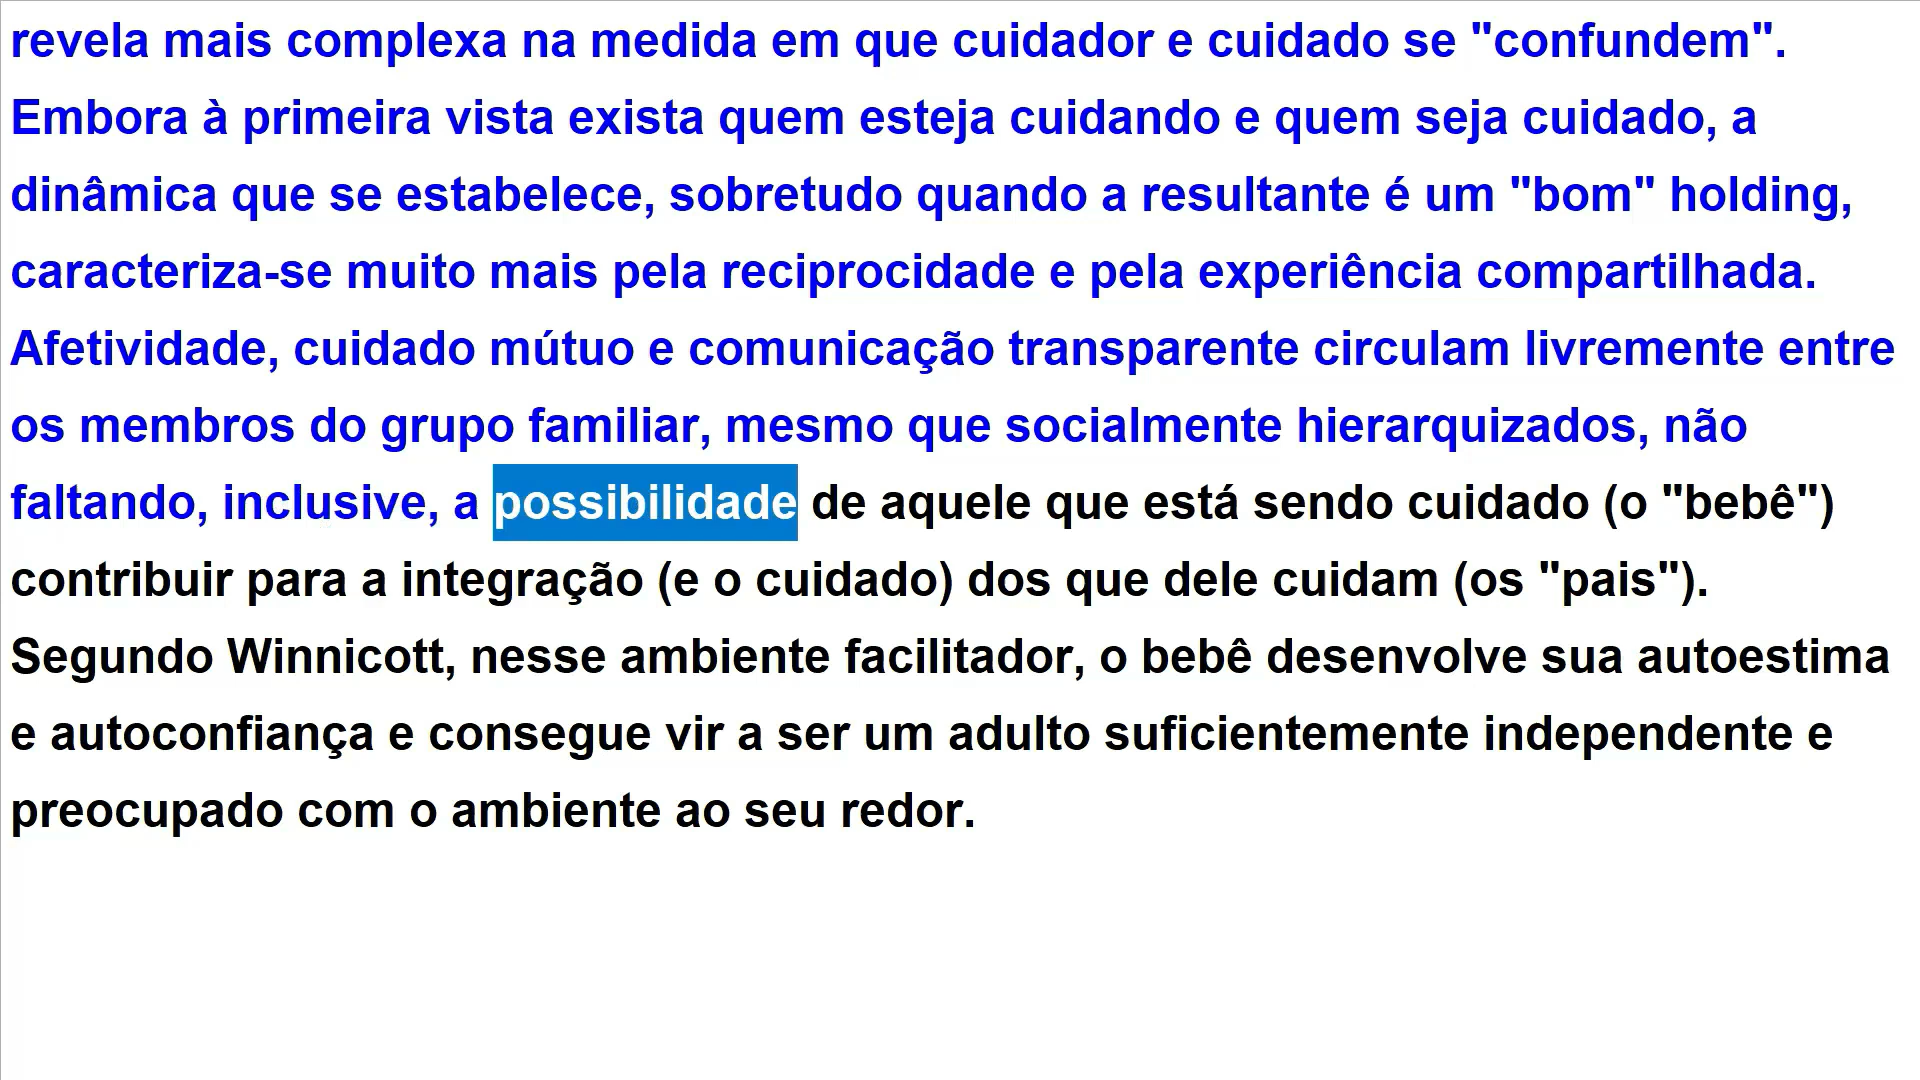 revela mais complexa na medida em que cuidador e cuidado se "confundem".
Embora à primeira vista exista quem esteja cuidando e quem seja cuidado, a
dinâmica que se estabelece, sobretudo quando a resultante é um "bom" holding,
caracteriza-se muito mais pela reciprocidade e pela experiência compartilhada.
Afetividade, cuidado mútuo e comunicação transparente circulam livremente entre
os membros do grupo familiar, mesmo que socialmente hierarquizados, não
faltando, inclusive, a possibilidade de aquele que está sendo cuidado (o "bebê")
contribuir para a integração (e o cuidado) dos que dele cuidam (os "pais").
Segundo Winnicott, nesse ambiente facilitador, o bebê desenvolve sua autoestima
e autoconfiança e consegue vir a ser um adulto suficientemente independente e
preocupado com o ambiente ao seu redor.